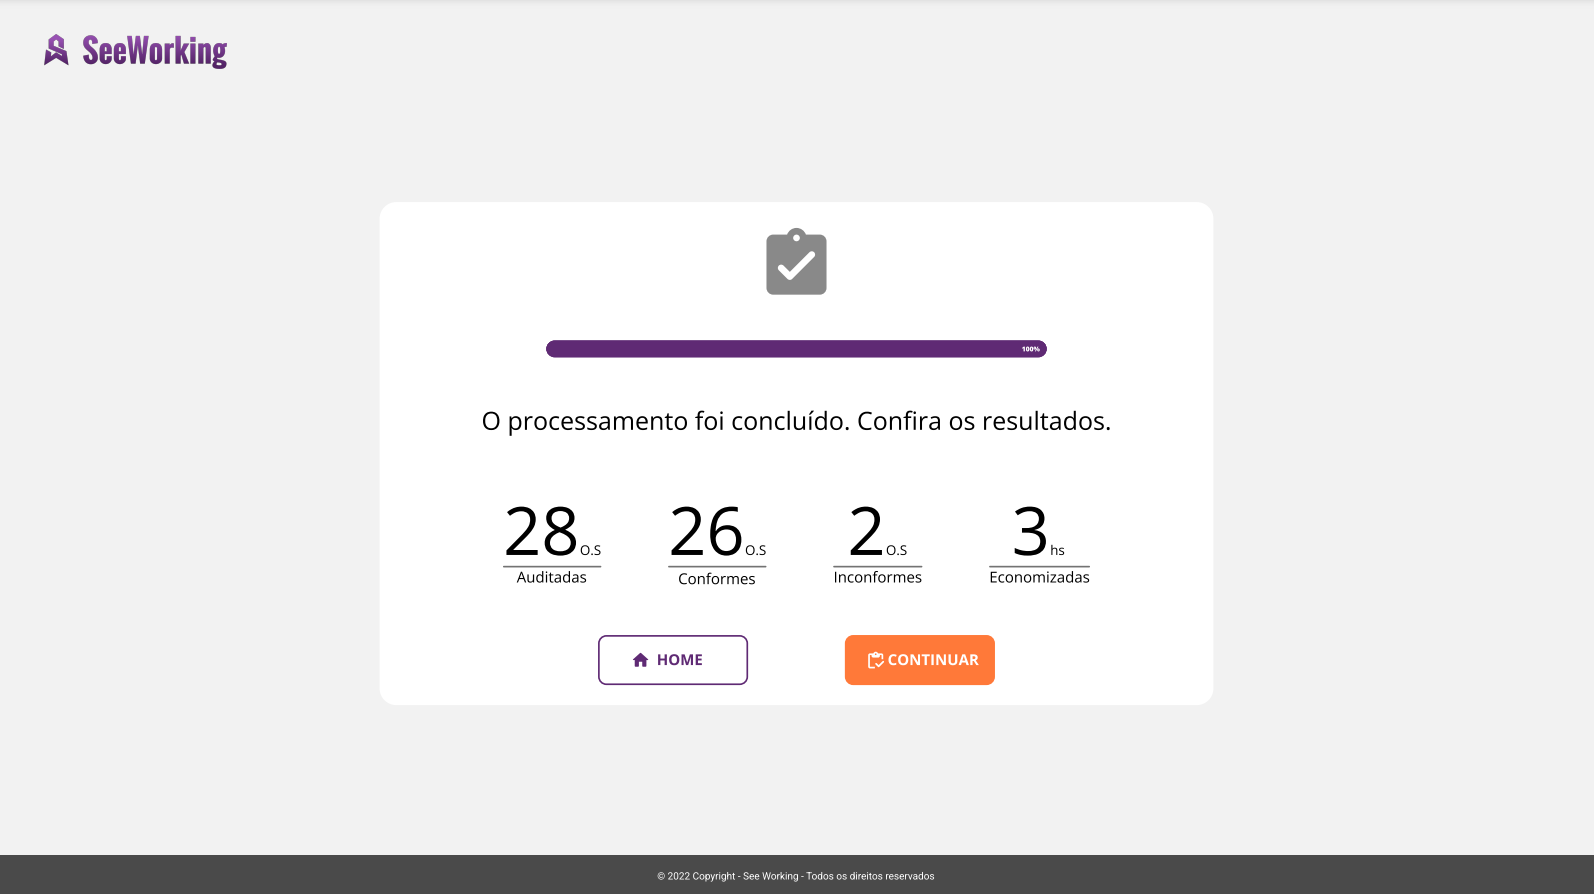 SeeWorking
100%
O processamento foi concluído. Confira os resultados.
28 O.S
Auditadas
26 O.S
Conformes
2 O.S
Inconformes
3 hs
Economizadas
HOME
CONTINUAR
© 2022 Copyright - See Working - Todos os direitos reservados